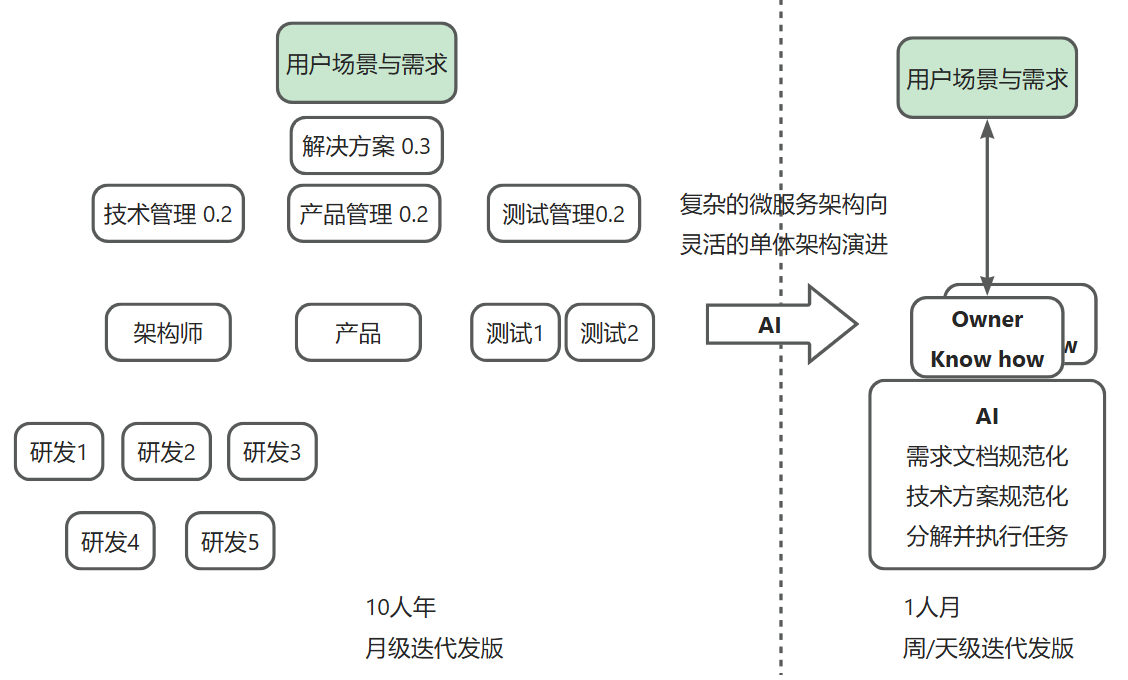 用户场景与需求
解决方案 0.3
技术管理 0.2
产品管理 0.2
测试管理0.2
架构师
产品
测试1
测试2
研发1
研发2
研发3
研发4
研发5
10人年
月级迭代发版
复杂的微服务架构向
灵活的单体架构演进
AI
用户场景与需求
Owner
Know how
w
AI
需求文档规范化
技术方案规范化
分解并执行任务
1人月
周/天级迭代发版